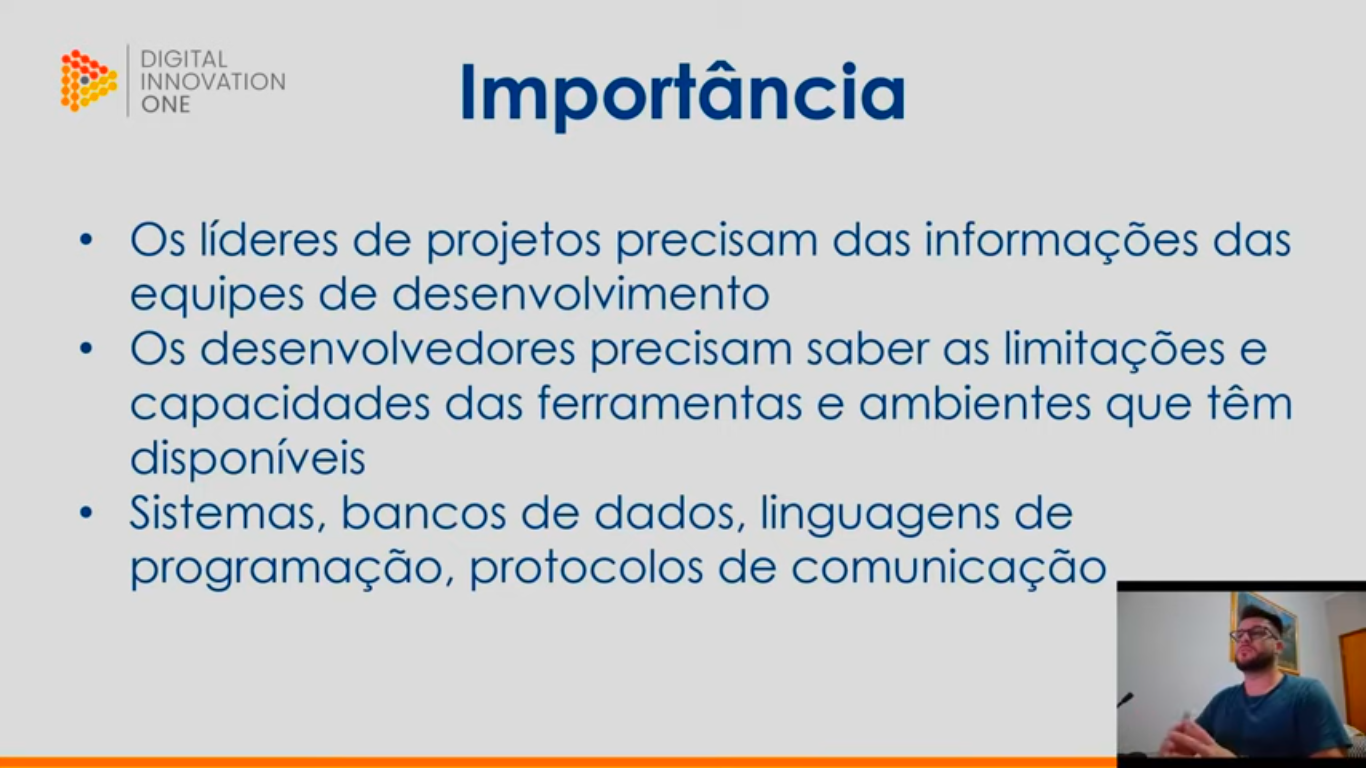 DIGITAL
INNOVATION
ONE
Importância
• Os líderes de projetos precisam das informações das
equipes de desenvolvimento
• Os desenvolvedores precisam saber as limitações e
capacidades das ferramentas e ambientes que têm
disponíveis
• Sistemas, bancos de dados, linguagens de
programação, protocolos de comunicação